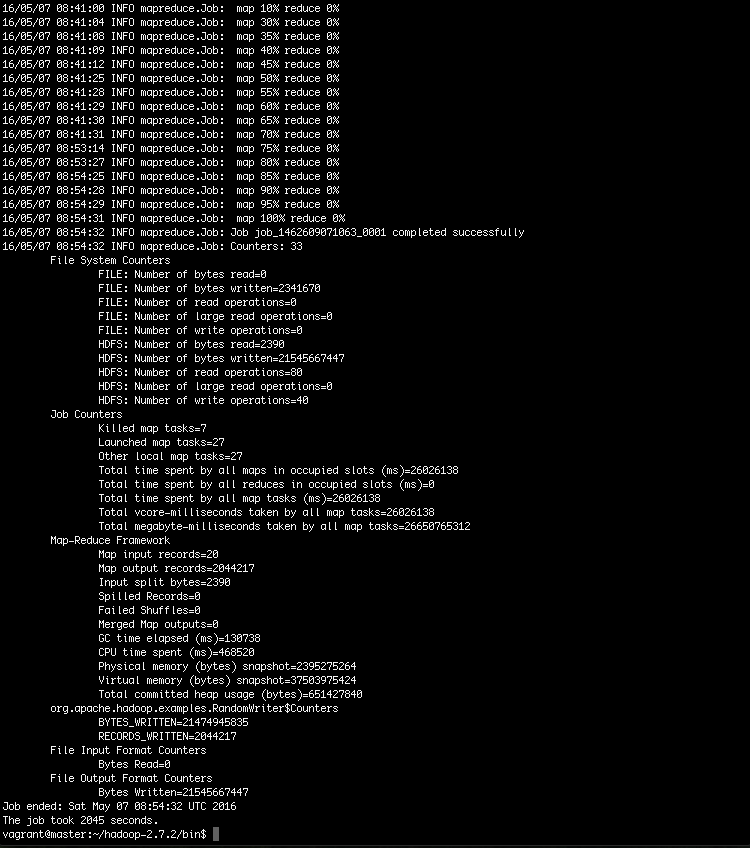 16/05/07 08:41:00 INFO mapreduce.Job:  map 10% reduce 0%
16/05/07 08:41:04 INFO mapreduce.Job:  map 30% reduce 0%
16/05/07 08:41:08 INFO mapreduce.Job:  map 35% reduce 0%
16/05/07 08:41:09 INFO mapreduce.Job:  map 40% reduce 0%
16/05/07 08:41:12 INFO mapreduce.Job:  map 45% reduce 0%
16/05/07 08:41:25 INFO mapreduce.Job:  map 50% reduce 0%
16/05/07 08:41:28 INFO mapreduce.Job:  map 55% reduce 0%
16/05/07 08:41:29 INFO mapreduce.Job:  map 60% reduce 0%
16/05/07 08:41:30 INFO mapreduce.Job:  map 65% reduce 0%
16/05/07 08:41:31 INFO mapreduce.Job:  map 70% reduce 0%
16/05/07 08:53:14 INFO mapreduce.Job:  map 75% reduce 0%
16/05/07 08:53:27 INFO mapreduce.Job:  map 80% reduce 0%
16/05/07 08:54:25 INFO mapreduce.Job:  map 85% reduce 0%
16/05/07 08:54:28 INFO mapreduce.Job:  map 90% reduce 0%
16/05/07 08:54:29 INFO mapreduce.Job:  map 95% reduce 0%
16/05/07 08:54:31 INFO mapreduce.Job:  map 100% reduce 0%
16/05/07 08:54:32 INFO mapreduce.Job: Job job_1462609071063_0001 completed successfully
16/05/07 08:54:32 INFO mapreduce.Job: Counters: 33
File System Counters
FILE: Number of bytes read=0
FILE: Number of bytes written=2341670
FILE: Number of read operations=0
FILE: Number of large read operations=0
FILE: Number of write operations=0
HDFS: Number of bytes read=2390
HDFS: Number of bytes written=21545667447
HDFS: Number of read operations=80
HDFS: Number of large read operations=0
HDFS: Number of write operations=40
Job Counters
Killed map tasks=7
Launched map tasks=27
Other local map tasks=27
Total time spent by all maps in occupied slots (ms)=26026138
Total time spent by all reduces in occupied slots (ms)=0
Total time spent by all map tasks (ms)=26026138
Total vcore-milliseconds taken by all map tasks=26026138
Total megabyte-milliseconds taken by all map tasks=26650765312
Map-Reduce Framework
Map input records=20
Map output records=2044217
Input split bytes=2390
Spilled Records=0
Failed Shuffles=0
Merged Map outputs=0
GC time elapsed (ms)=130738
CPU time spent (ms)=468520
Physical memory (bytes) snapshot=2395275264
Virtual memory (bytes) snapshot=37503975424
Total committed heap usage (bytes)=651427840
org.apache.hadoop.examples.RandomWriter$Counters
BYTES_WRITTEN=21474945835
RECORDS_WRITTEN=2044217
File Input Format Counters
Bytes Read=0
File Output Format Counters
Bytes Written=21545667447
Job ended: Sat May 07 08:54:32 UTC 2016
The job took 2045 seconds.
vagrant@master:~/hadoop-2.7.2/bin$